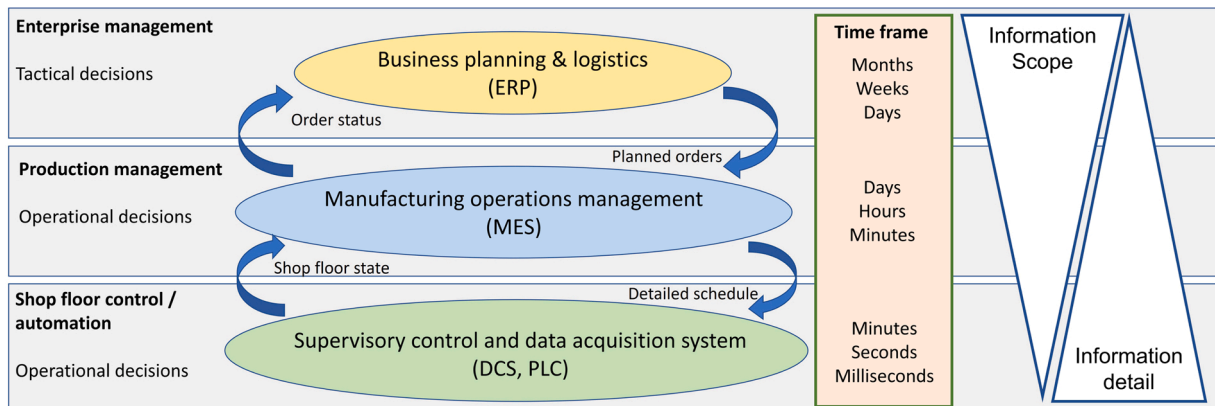 Enterprise management
Tactical decisions
Business planning & logistics
(ERP)
Order status
Planned orders
Production management
Operational decisions
Manufacturing operations management
(MES)
Shop floor state
Detailed schedule
Shop floor control /
automation
Operational decisions
Supervisory control and data acquisition system
(DCS, PLC)
Time frame
Months
Weeks
Days
Days
Hours
Minutes
Minutes
Seconds
Milliseconds
Information
Scope
Information
detail